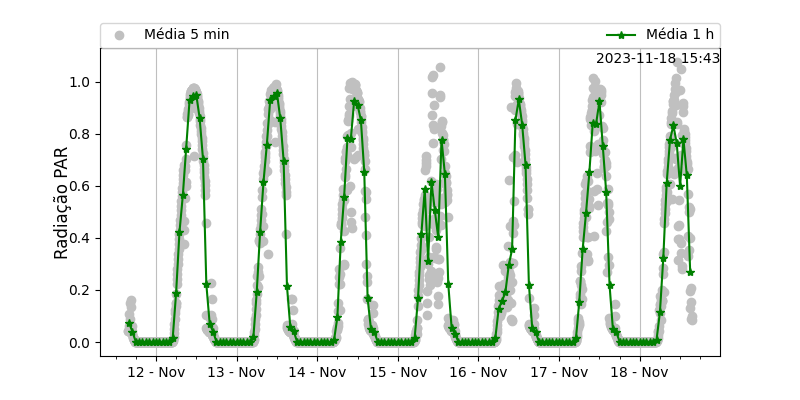 Média 5 min
Média 1 h
2023-11-18 15:43
Radiação PAR
1.0
0.8
0.6
0.4
0.2
0.0
12 - Nov
13 - Nov
14 - Nov
15 - Nov
16 - Nov
17 - Nov
18 - Nov